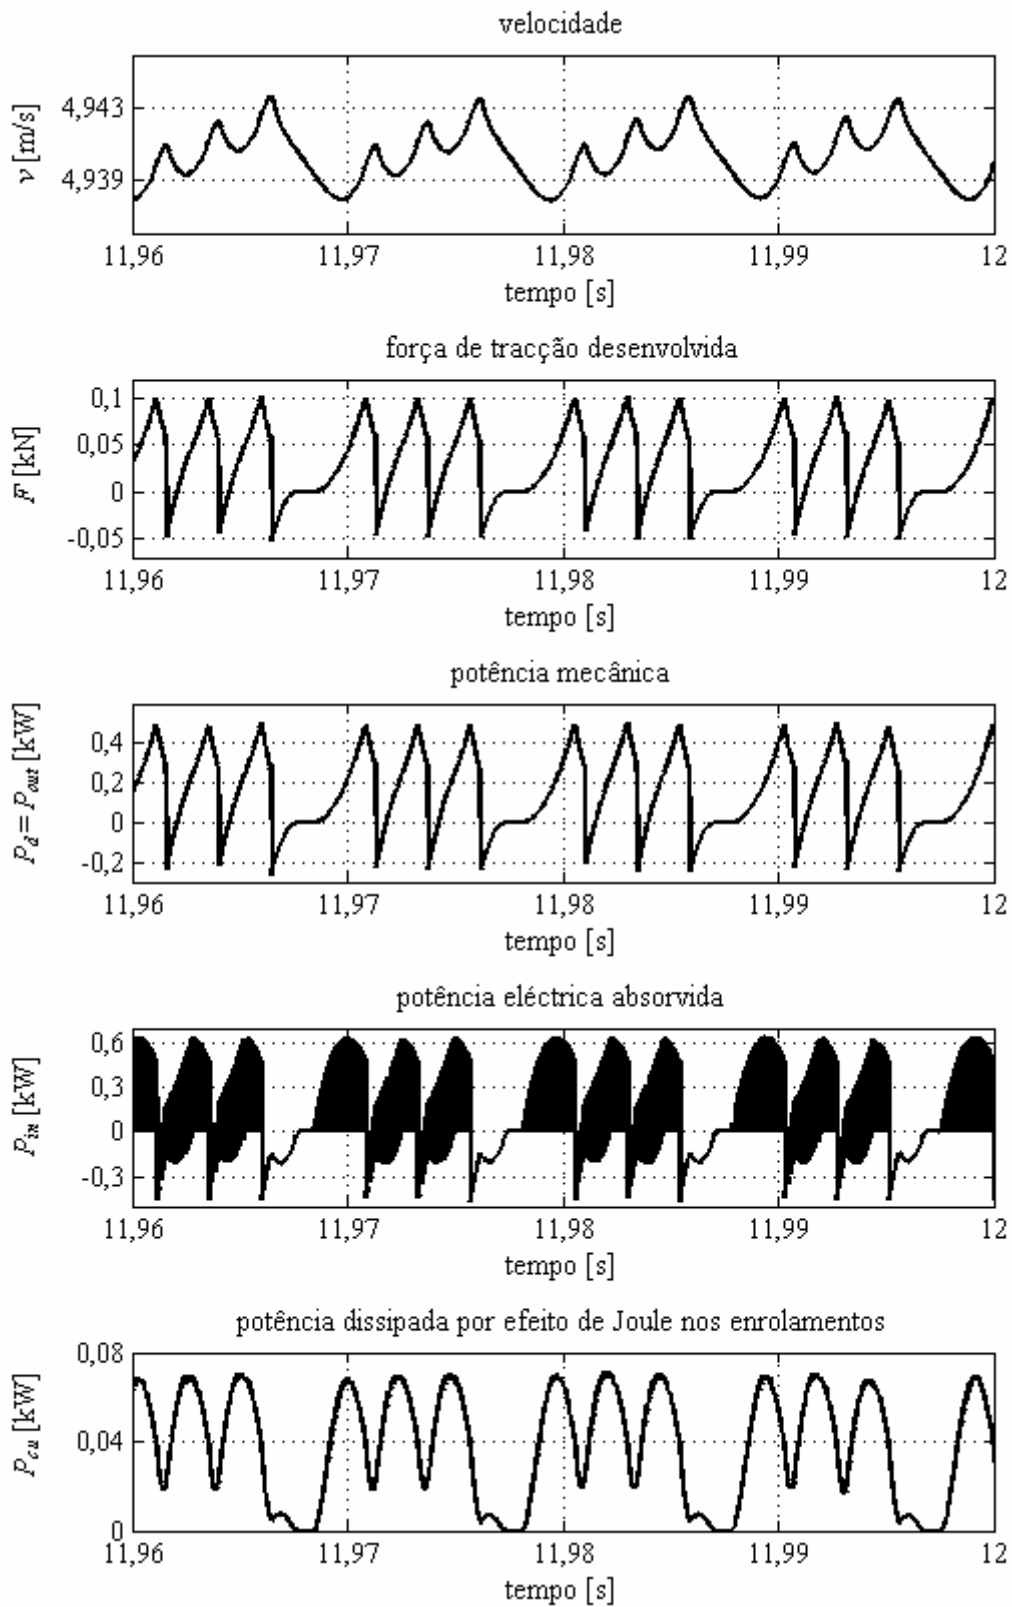 velocidade
v [m/s]
4,943
4,939
11,96 11,97 11,98 11,99 12
tempo [s]
força de tracção desenvolvida
F [kN]
0,1
0,05
0
-0,05
11,96 11,97 11,98 11,99 12
tempo [s]
potência mecânica
Pd = Pout [kW]
0,4
0,2
0
-0,2
11,96 11,97 11,98 11,99 12
tempo [s]
potência eléctrica absorvida
Pin [kW]
0,6
0,3
0
-0,3
11,96 11,97 11,98 11,99 12
tempo [s]
potência dissipada por efeito de Joule nos enrolamentos
Pcu [kW]
0,08
0,04
0
11,96 11,97 11,98 11,99 12
tempo [s]